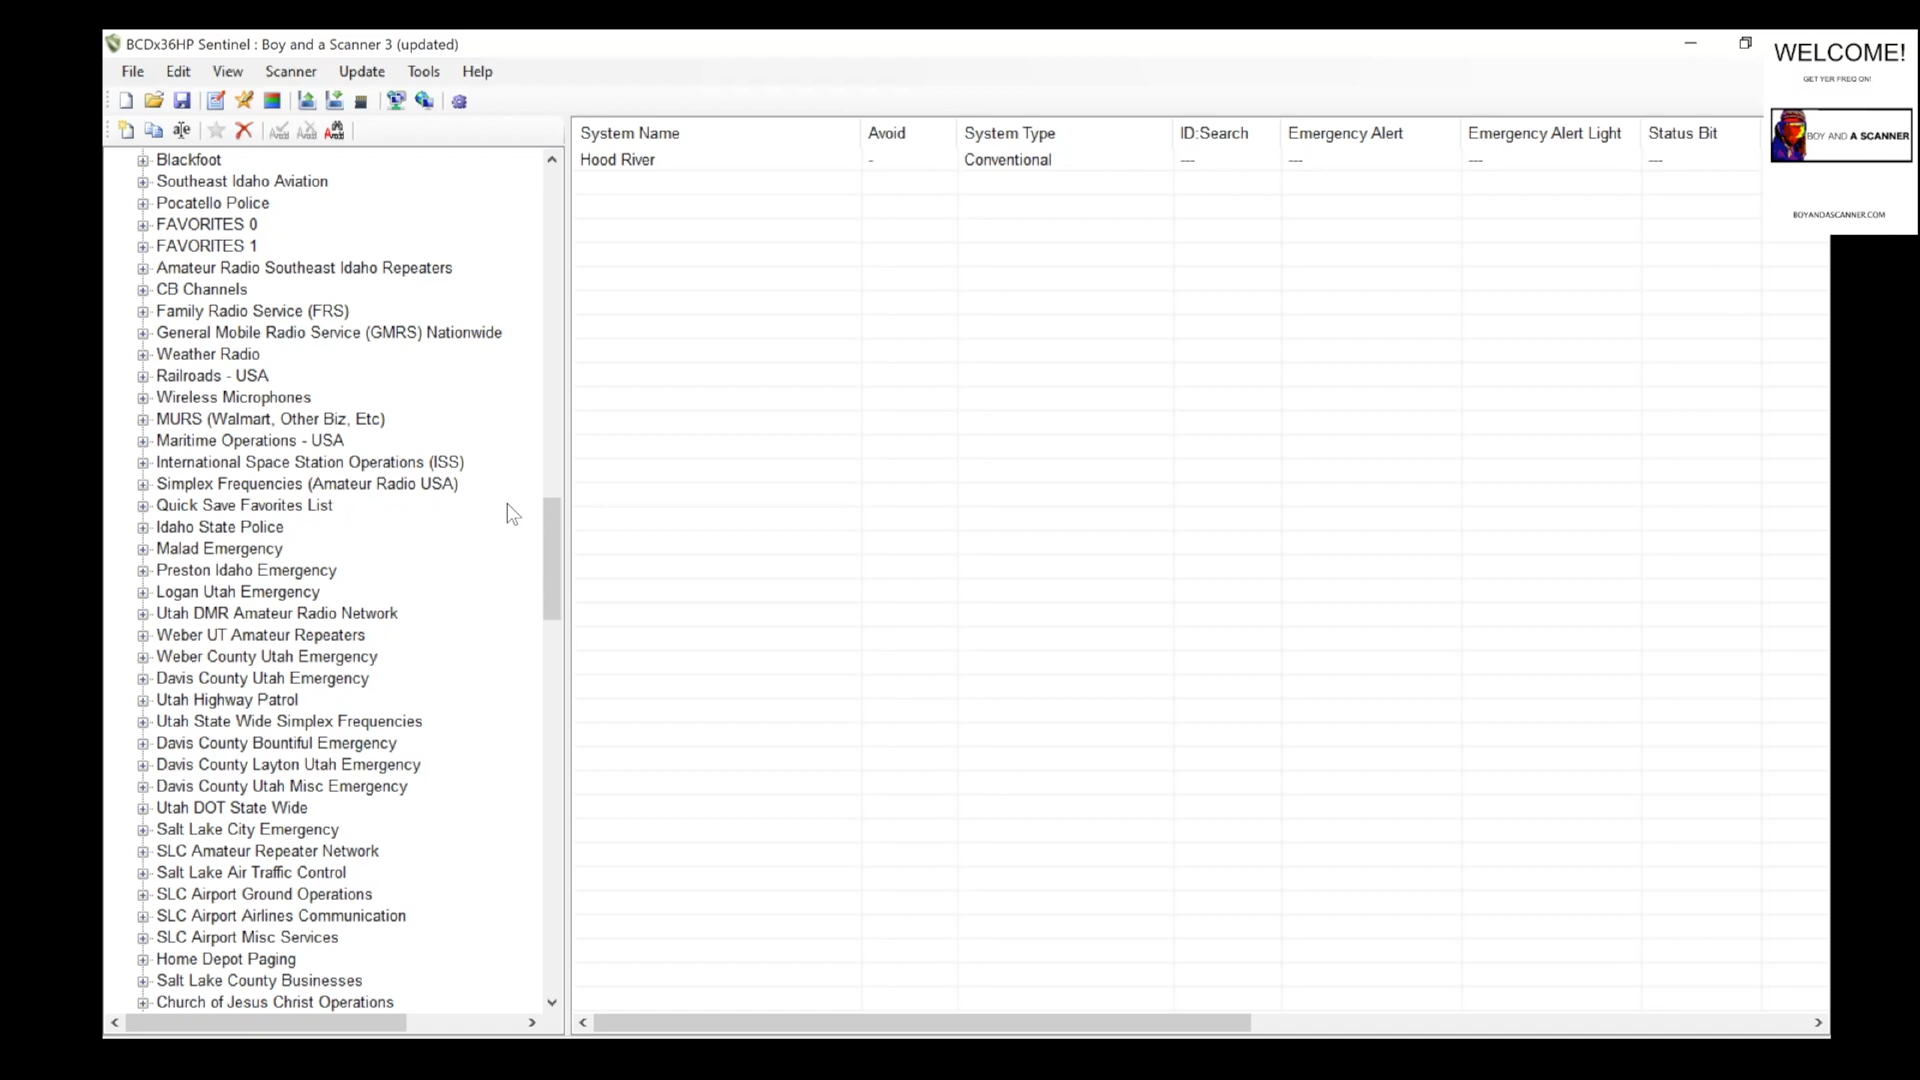 BCDx36HP Sentinel : Boy and a Scanner 3 (updated)
WELCOME!
GET YER FREQ ON!
BOY AND A SCANNER
BOYANDASCANNER.COM
File Edit View Scanner Update Tools Help
System Name Avoid System Type ID:Search Emergency Alert Emergency Alert Light Status Bit
Hood River - Conventional --- --- --- ---
Blackfoot
Southeast Idaho Aviation
Pocatello Police
FAVORITES 0
FAVORITES 1
Amateur Radio Southeast Idaho Repeaters
CB Channels
Family Radio Service (FRS)
General Mobile Radio Service (GMRS) Nationwide
Weather Radio
Railroads - USA
Wireless Microphones
MURS (Walmart, Other Biz, Etc)
Maritime Operations - USA
International Space Station Operations (ISS)
Simplex Frequencies (Amateur Radio USA)
Quick Save Favorites List
Idaho State Police
Malad Emergency
Preston Idaho Emergency
Logan Utah Emergency
Utah DMR Amateur Radio Network
Weber UT Amateur Repeaters
Weber County Utah Emergency
Davis County Utah Emergency
Utah Highway Patrol
Utah State Wide Simplex Frequencies
Davis County Bountiful Emergency
Davis County Layton Utah Emergency
Davis County Utah Misc Emergency
Utah DOT State Wide
Salt Lake City Emergency
SLC Amateur Repeater Network
Salt Lake Air Traffic Control
SLC Airport Ground Operations
SLC Airport Airlines Communication
SLC Airport Misc Services
Home Depot Paging
Salt Lake County Businesses
Church of Jesus Christ Operations